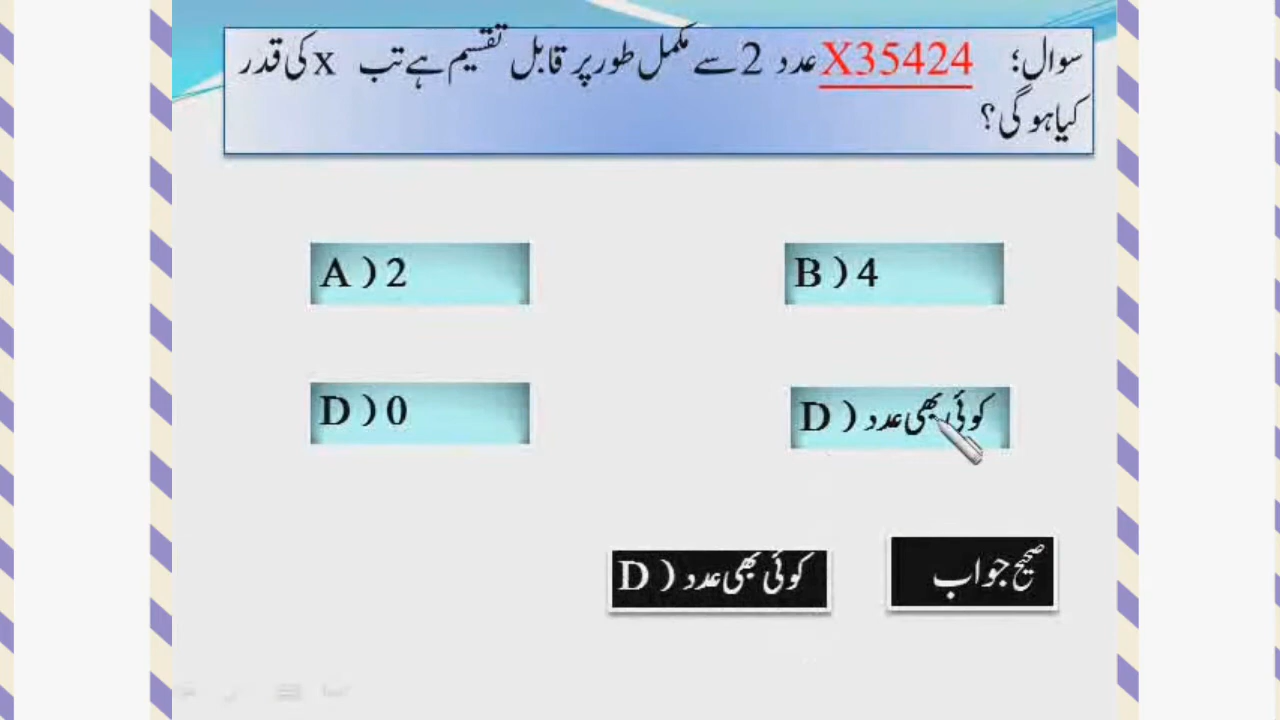 سوال؛ X35424 عدد 2 سے مکمل طور پر قابل تقسیم ہے تب x کی قدر
کیا ہو گی؟
A ) 2
B ) 4
D ) 0
D ) کوئی بھی عدد
صحیح جواب
D ) کوئی بھی عدد